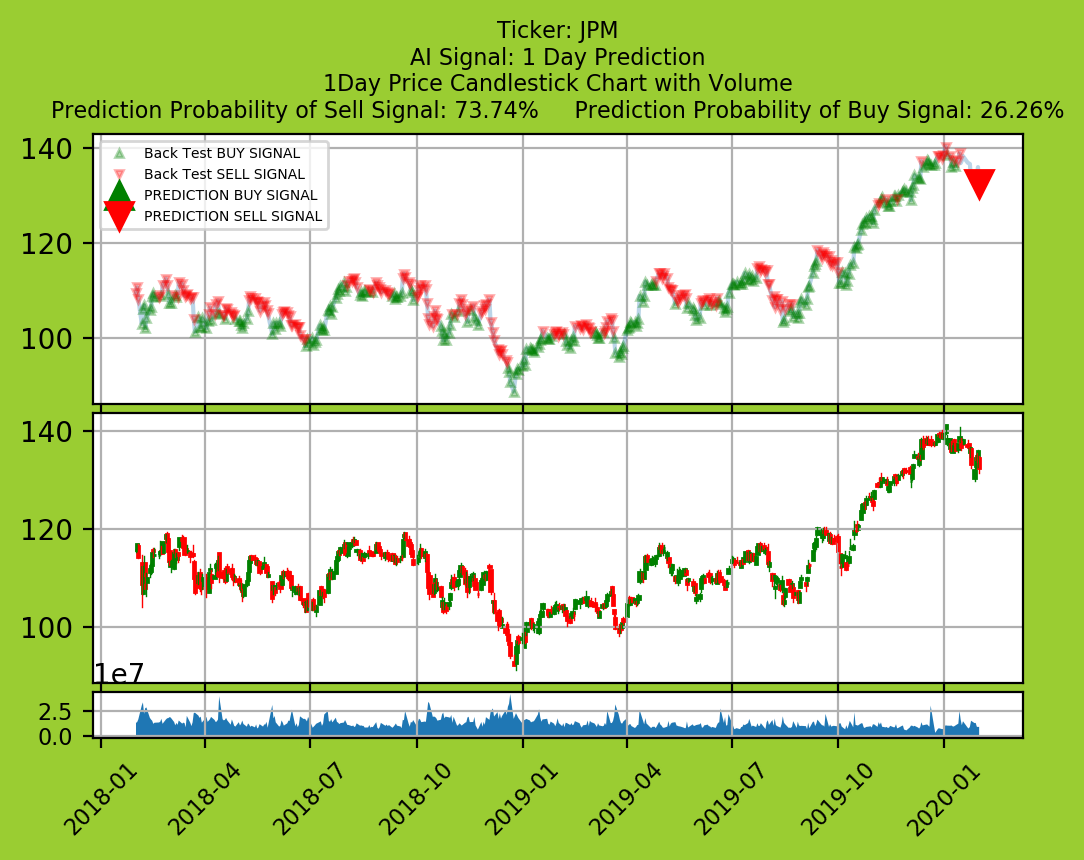 Ticker: JPM
AI Signal: 1 Day Prediction
1Day Price Candlestick Chart with Volume
Prediction Probability of Sell Signal: 73.74%     Prediction Probability of Buy Signal: 26.26%
Back Test BUY SIGNAL
Back Test SELL SIGNAL
PREDICTION BUY SIGNAL
PREDICTION SELL SIGNAL
140
120
100
140
120
100
1e7
2.5
0.0
2018-01
2018-04
2018-07
2018-10
2019-01
2019-04
2019-07
2019-10
2020-01